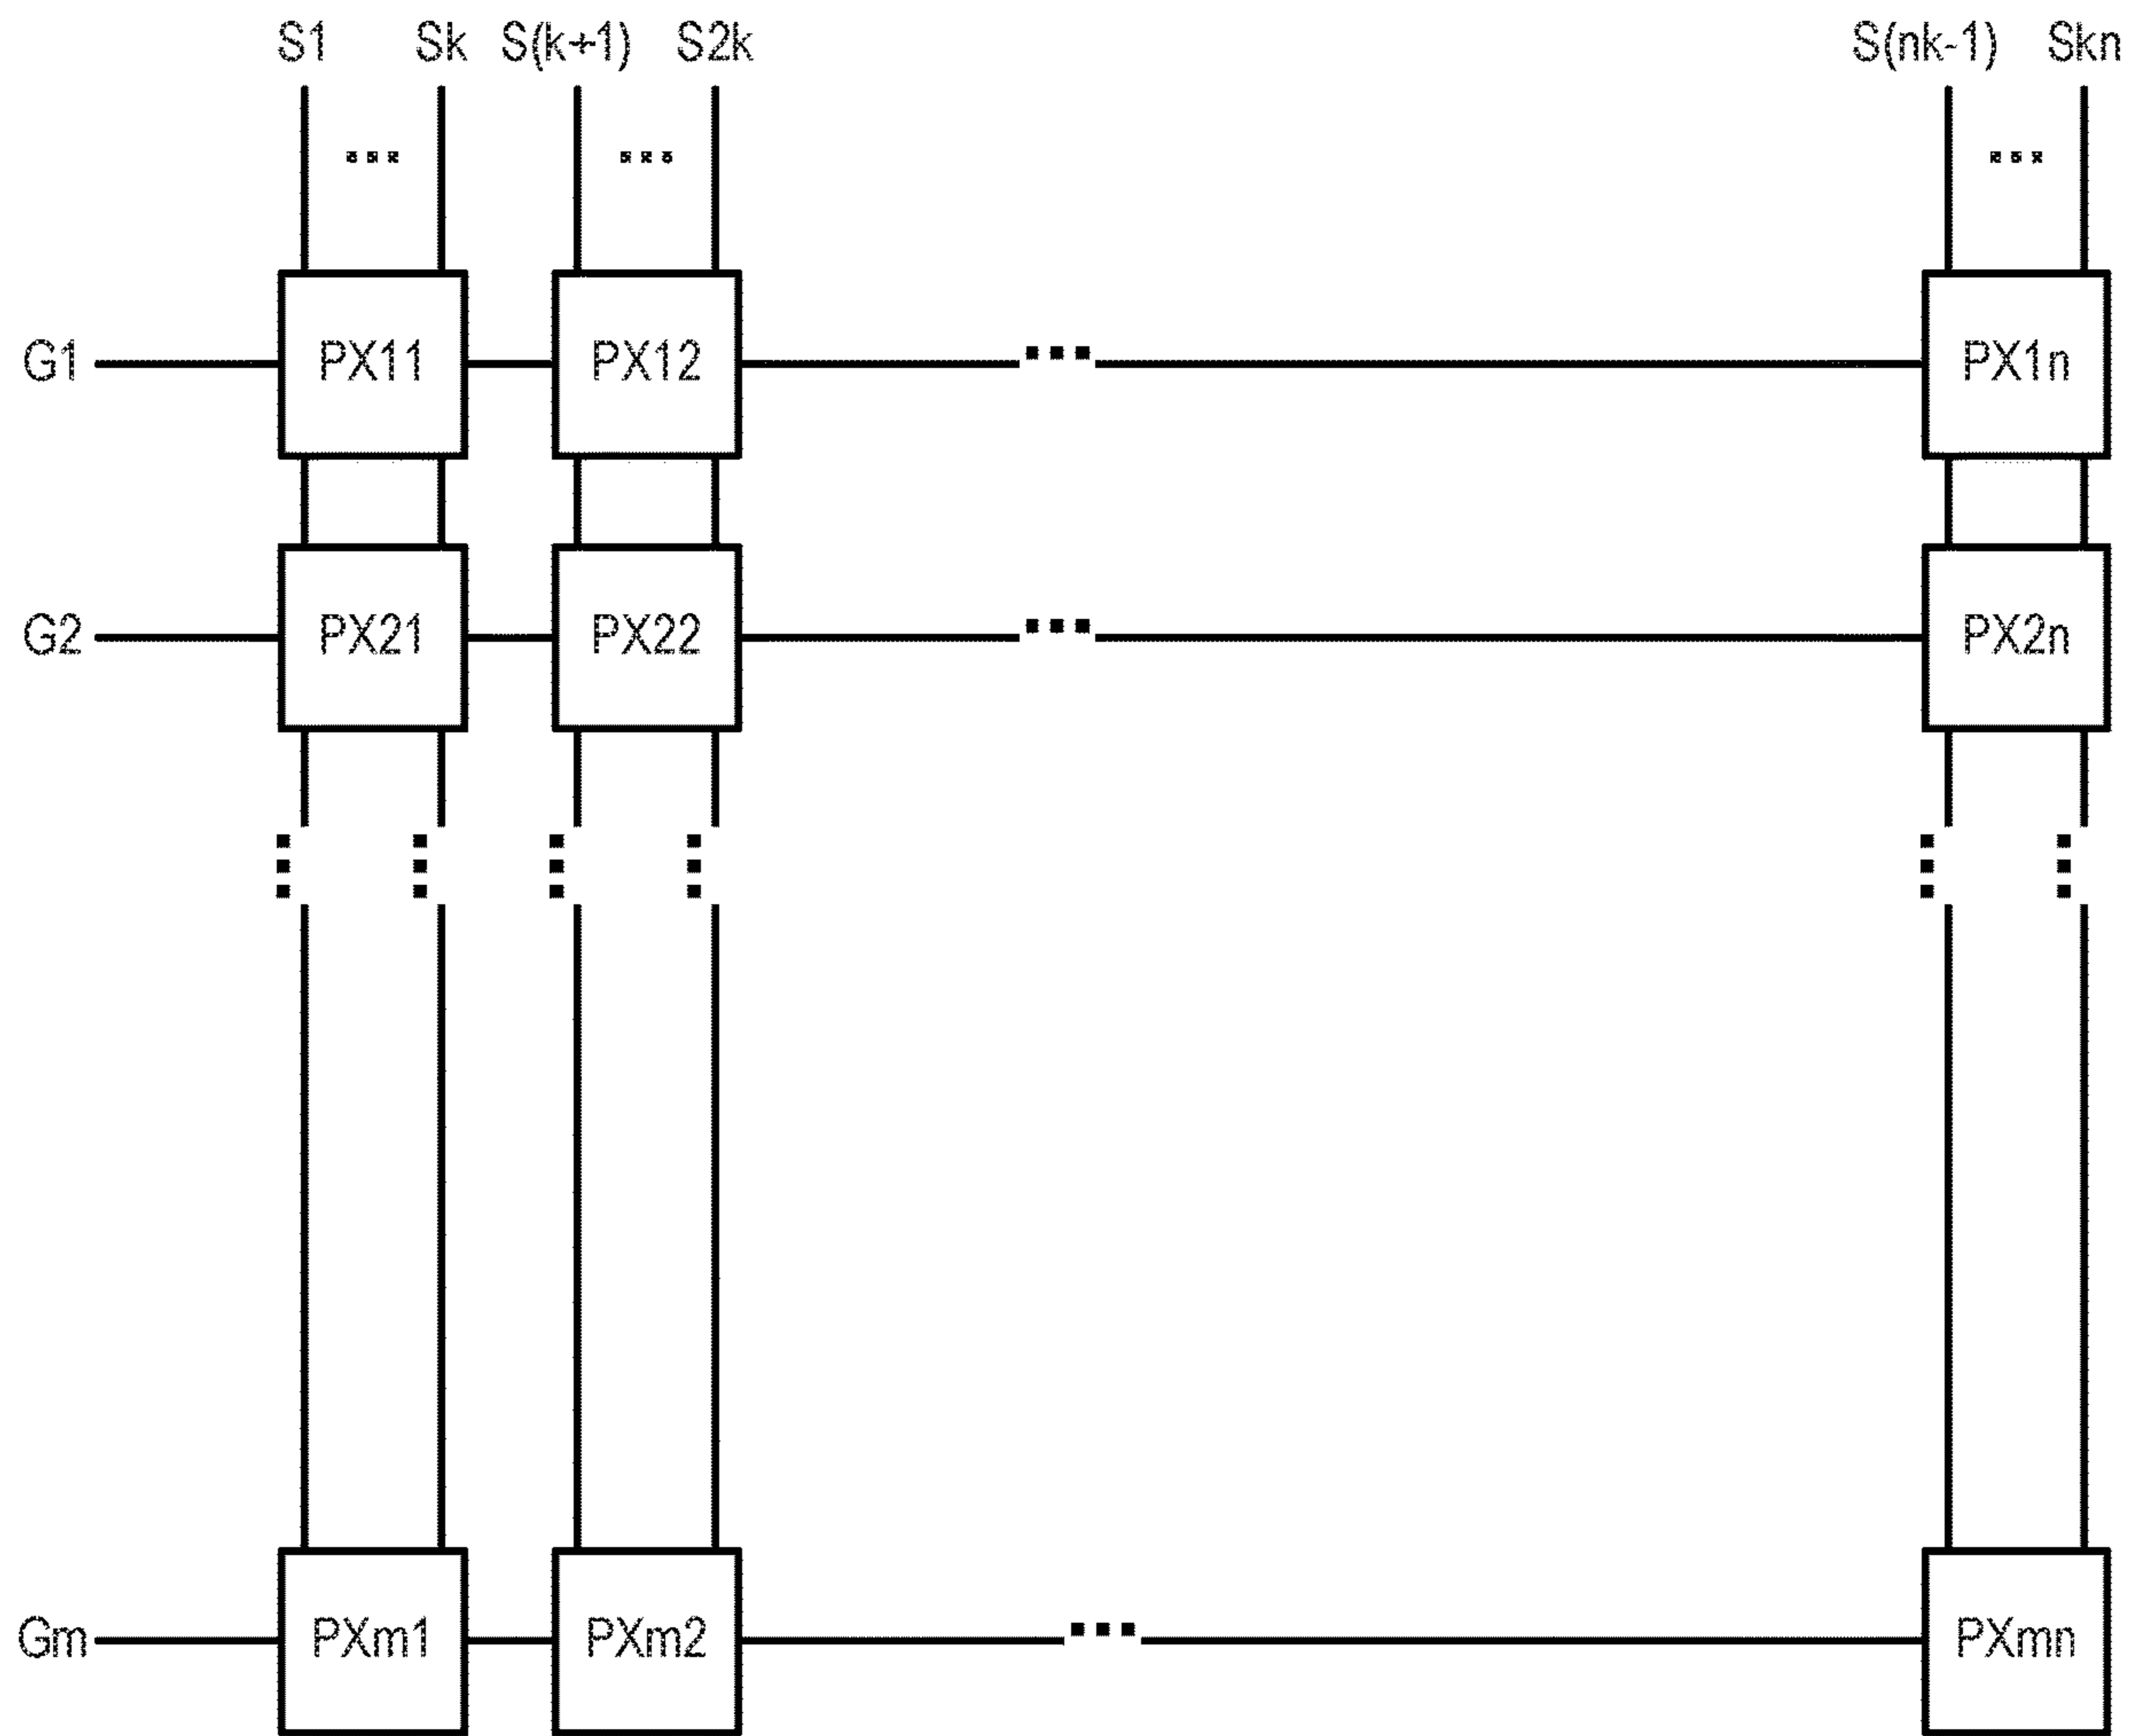 S1 Sk S(k+1) S2k S(nk-1) Skn
G1 PX11 PX12 PX1n
G2 PX21 PX22 PX2n
Gm PXm1 PXm2 PXmn